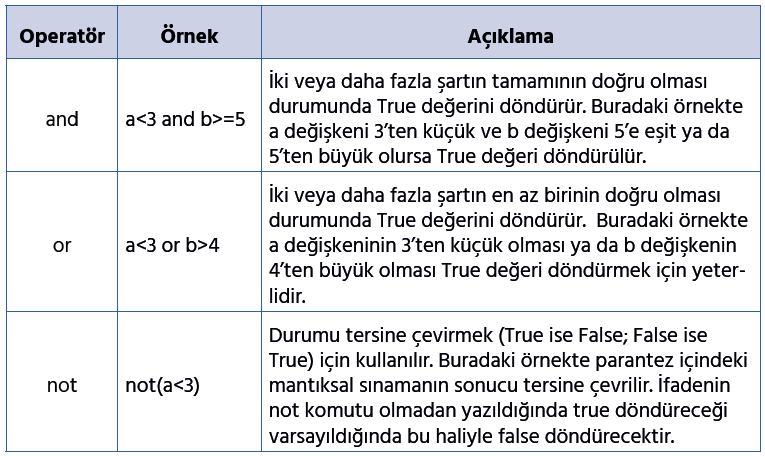 Operatör Örnek Açıklama
İki veya daha fazla şartın tamamının doğru olması
durumunda True değerini döndürür. Buradaki örnekte
and a<3 and b>=5 a değişkeni 3’ten küçük ve b değişkeni 5’e eşit ya da
5’ten büyük olursa True değeri döndürülür.
İki veya daha fazla şartın en az birinin doğru olması
durumunda True değerini döndürür. Buradaki örnekte
or a<3 or b>4 a değişkeninin 3’ten küçük olması ya da b değişkenin
4’ten büyük olması True değeri döndürmek için yeter-
lidir.
Durumu tersine çevirmek (True ise False; False ise
True) için kullanılır. Buradaki örnekte parantez içindeki
not not(a<3) mantıksal sınamanın sonucu tersine çevrilir. İfadenin
not komutu olmadan yazıldığında true döndüreceği
varsayıldığında bu haliyle false döndürecektir.